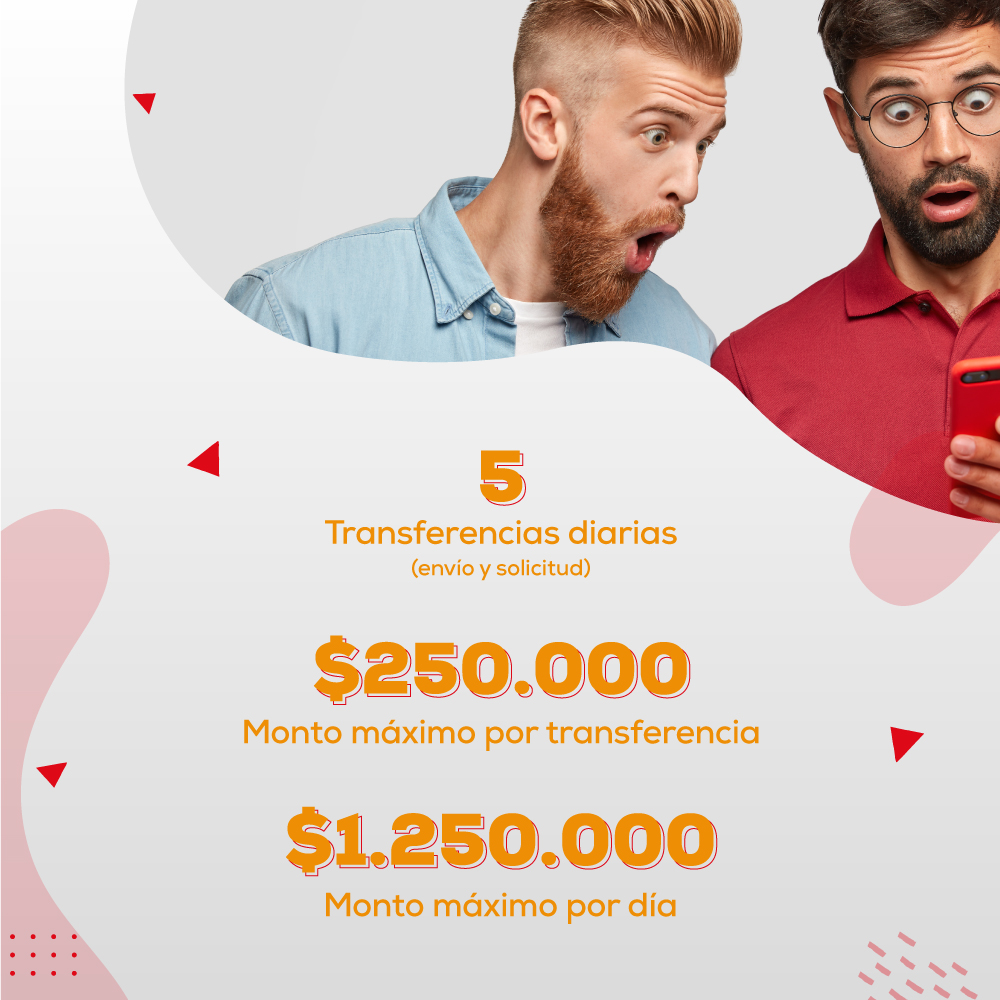 5
Transferencias diarias
(envío y solicitud)
$250.000
Monto máximo por transferencia
$1.250.000
Monto máximo por día